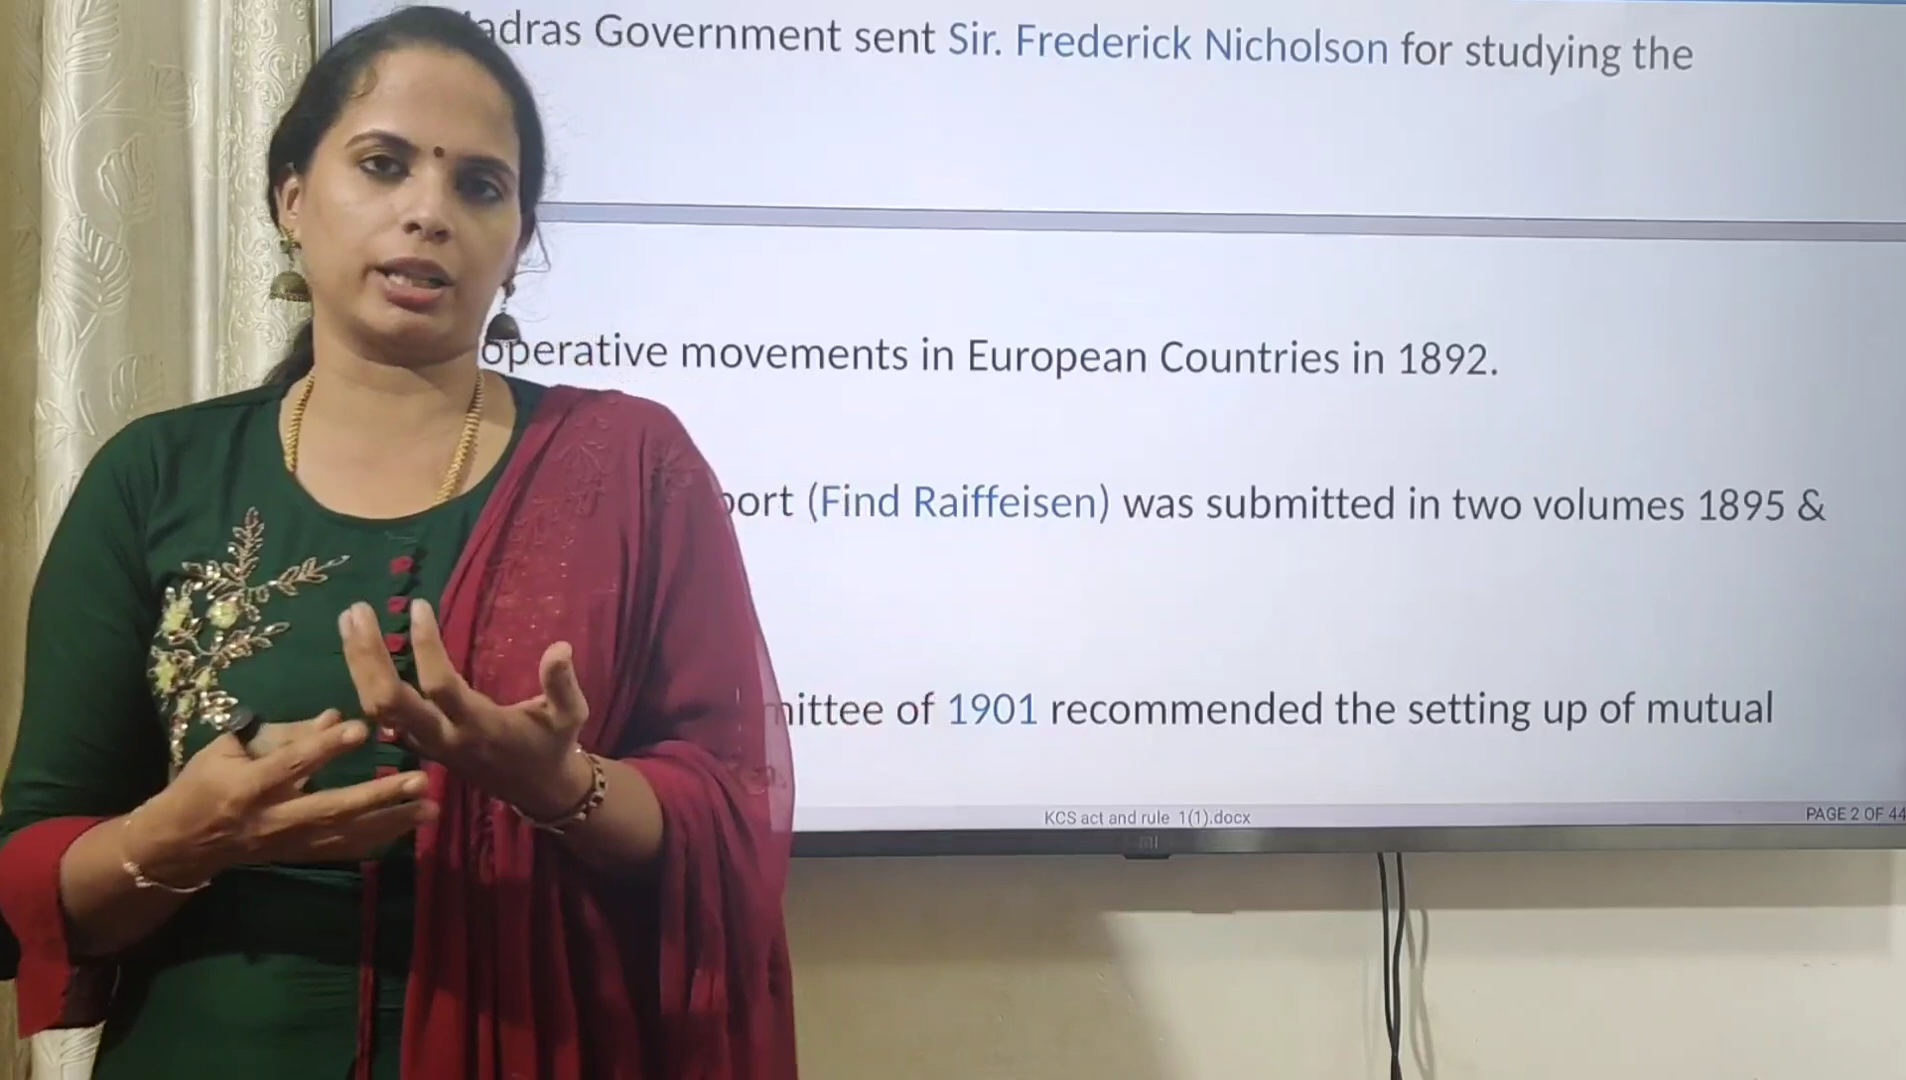 adras Government sent Sir. Frederick Nicholson for studying the
operative movements in European Countries in 1892.
port (Find Raiffeisen) was submitted in two volumes 1895 &
mittee of 1901 recommended the setting up of mutual
KCS act and rule 1(1).docx
PAGE 2 OF 44
mi